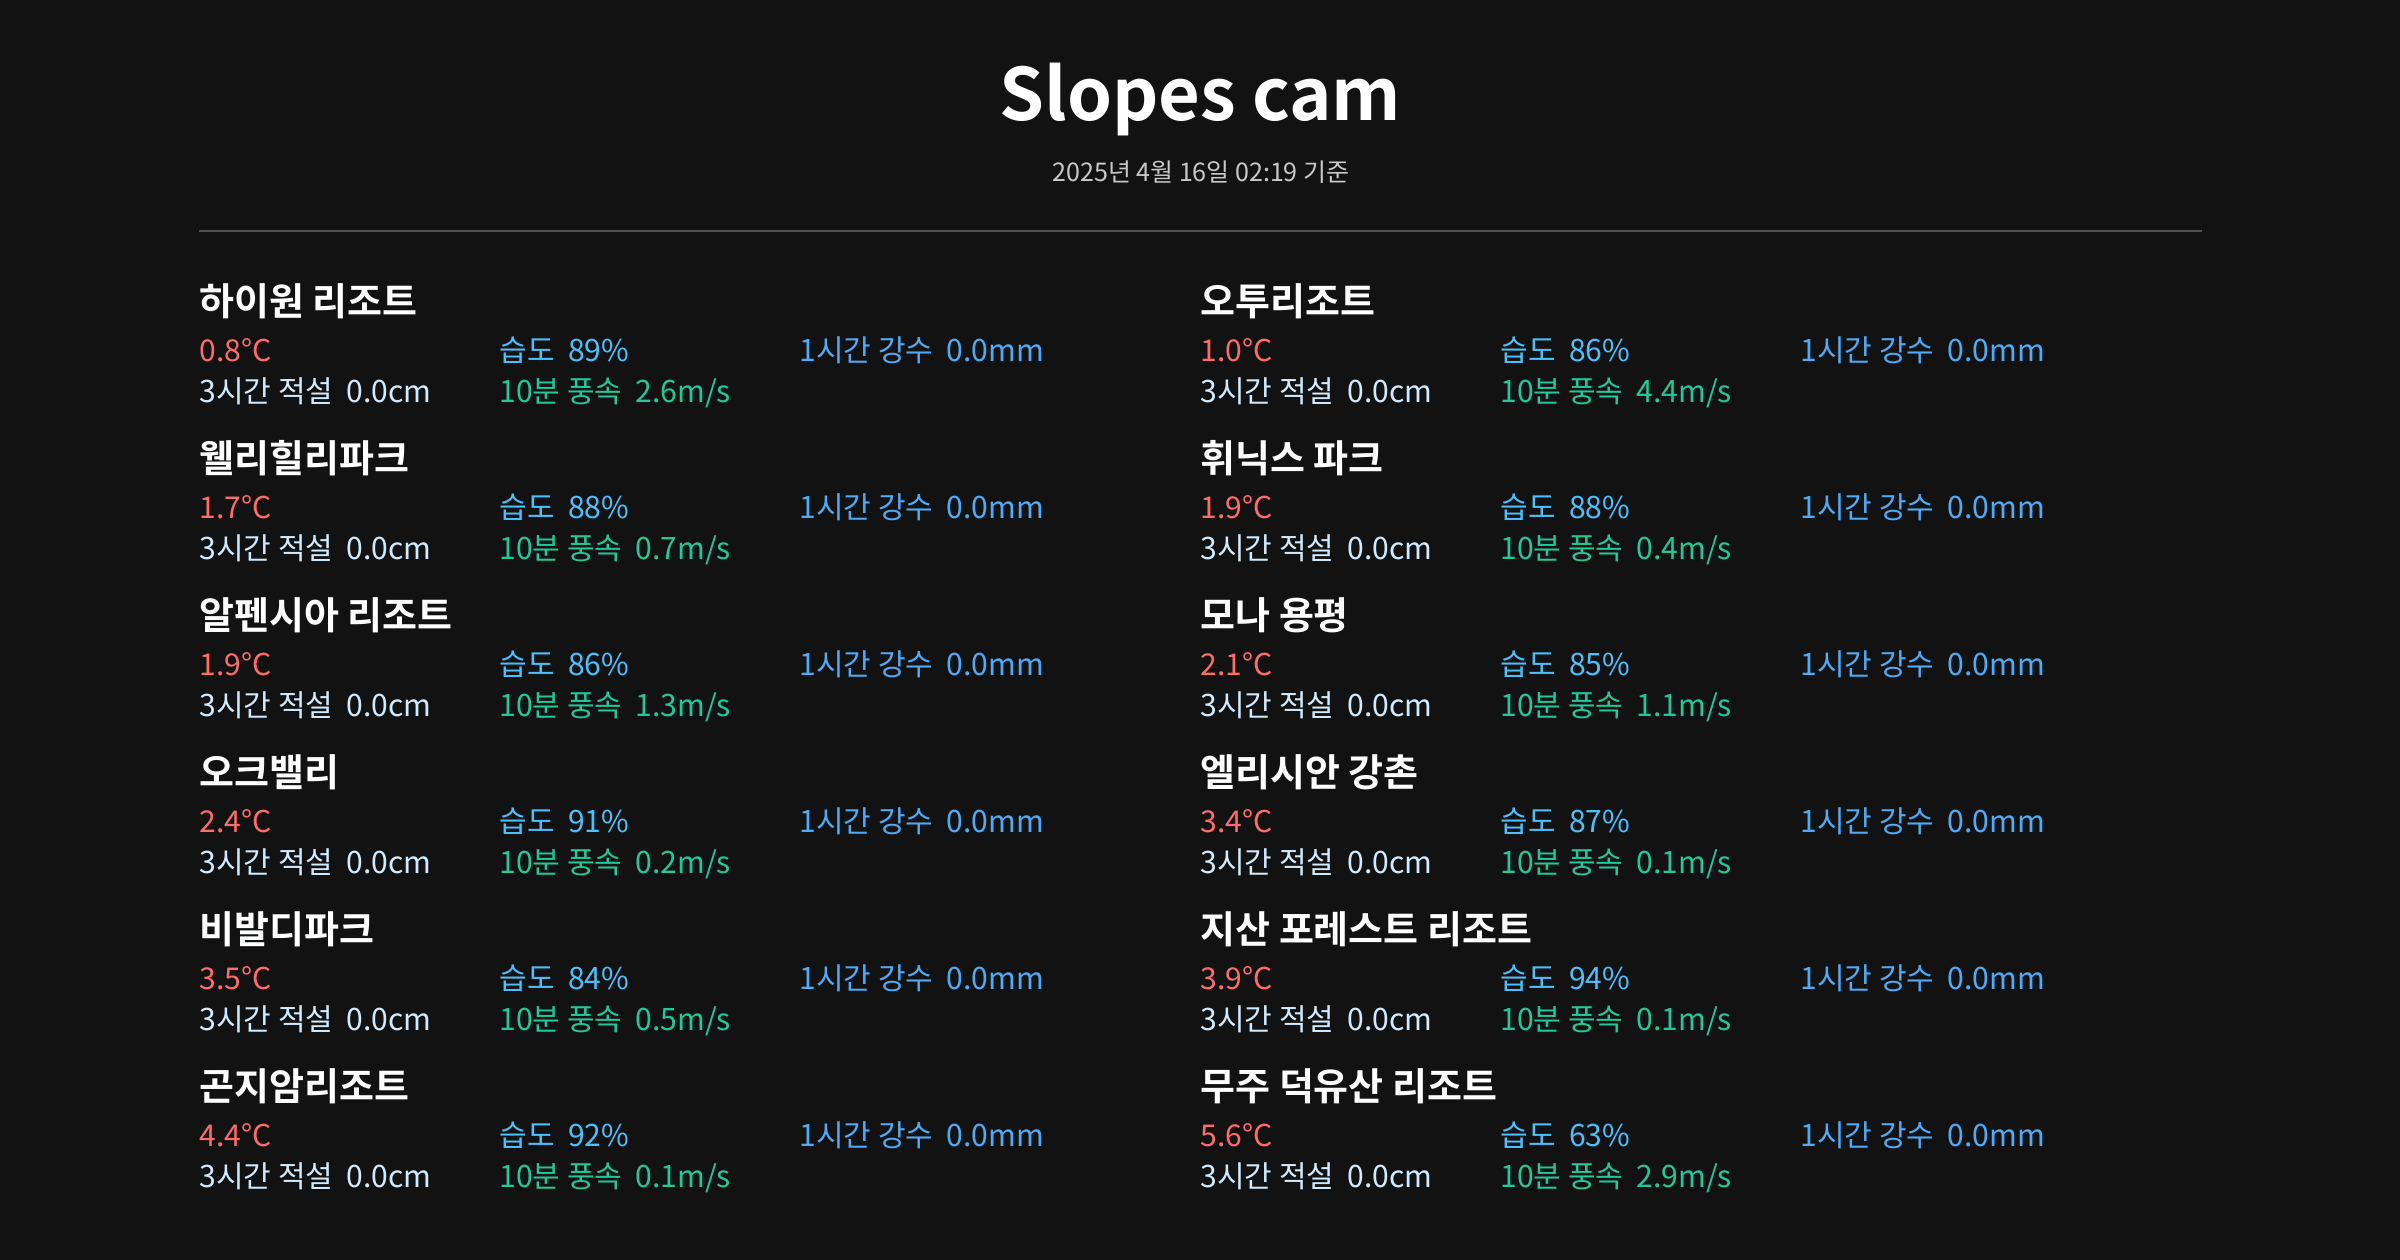 Slopes cam
2025년 4월 16일 02:19 기준
하이원 리조트
0.8°C 습도 89% 1시간 강수 0.0mm
3시간 적설 0.0cm 10분 풍속 2.6m/s
오투리조트
1.0°C 습도 86% 1시간 강수 0.0mm
3시간 적설 0.0cm 10분 풍속 4.4m/s
웰리힐리파크
1.7°C 습도 88% 1시간 강수 0.0mm
3시간 적설 0.0cm 10분 풍속 0.7m/s
휘닉스 파크
1.9°C 습도 88% 1시간 강수 0.0mm
3시간 적설 0.0cm 10분 풍속 0.4m/s
알펜시아 리조트
1.9°C 습도 86% 1시간 강수 0.0mm
3시간 적설 0.0cm 10분 풍속 1.3m/s
모나 용평
2.1°C 습도 85% 1시간 강수 0.0mm
3시간 적설 0.0cm 10분 풍속 1.1m/s
오크밸리
2.4°C 습도 91% 1시간 강수 0.0mm
3시간 적설 0.0cm 10분 풍속 0.2m/s
엘리시안 강촌
3.4°C 습도 87% 1시간 강수 0.0mm
3시간 적설 0.0cm 10분 풍속 0.1m/s
비발디파크
3.5°C 습도 84% 1시간 강수 0.0mm
3시간 적설 0.0cm 10분 풍속 0.5m/s
지산 포레스트 리조트
3.9°C 습도 94% 1시간 강수 0.0mm
3시간 적설 0.0cm 10분 풍속 0.1m/s
곤지암리조트
4.4°C 습도 92% 1시간 강수 0.0mm
3시간 적설 0.0cm 10분 풍속 0.1m/s
무주 덕유산 리조트
5.6°C 습도 63% 1시간 강수 0.0mm
3시간 적설 0.0cm 10분 풍속 2.9m/s